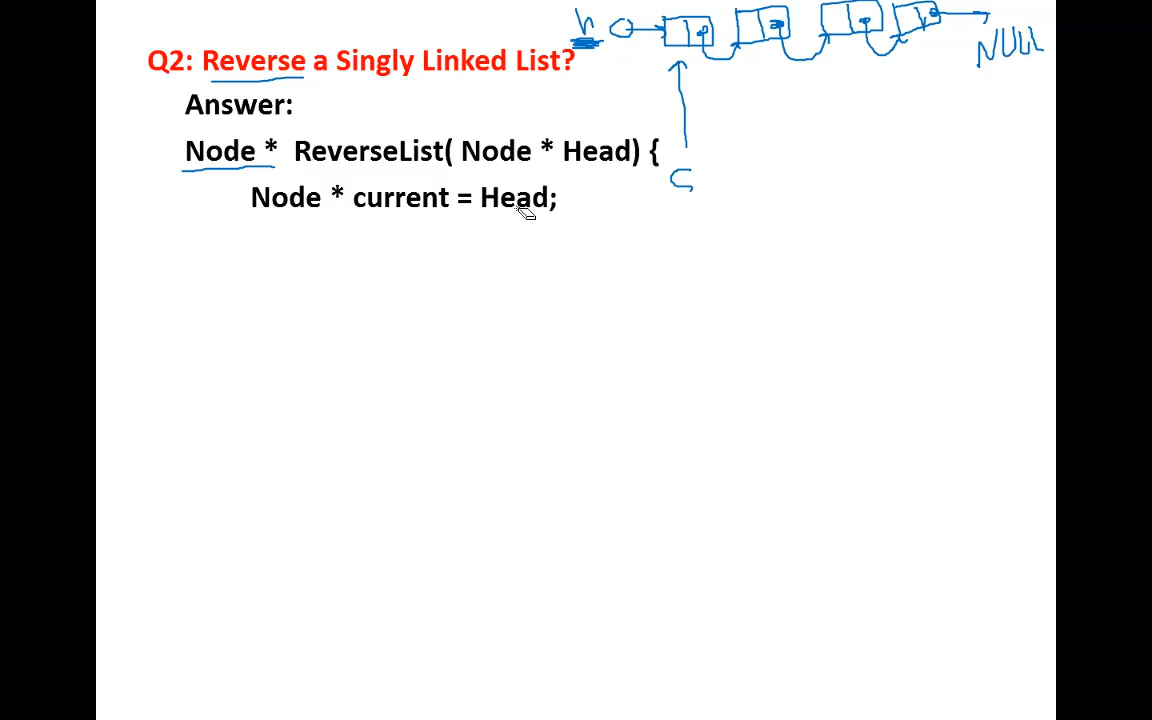 h
NULL
Q2: Reverse a Singly Linked List?
Answer:
Node * ReverseList( Node * Head) {
C
Node * current = Head;